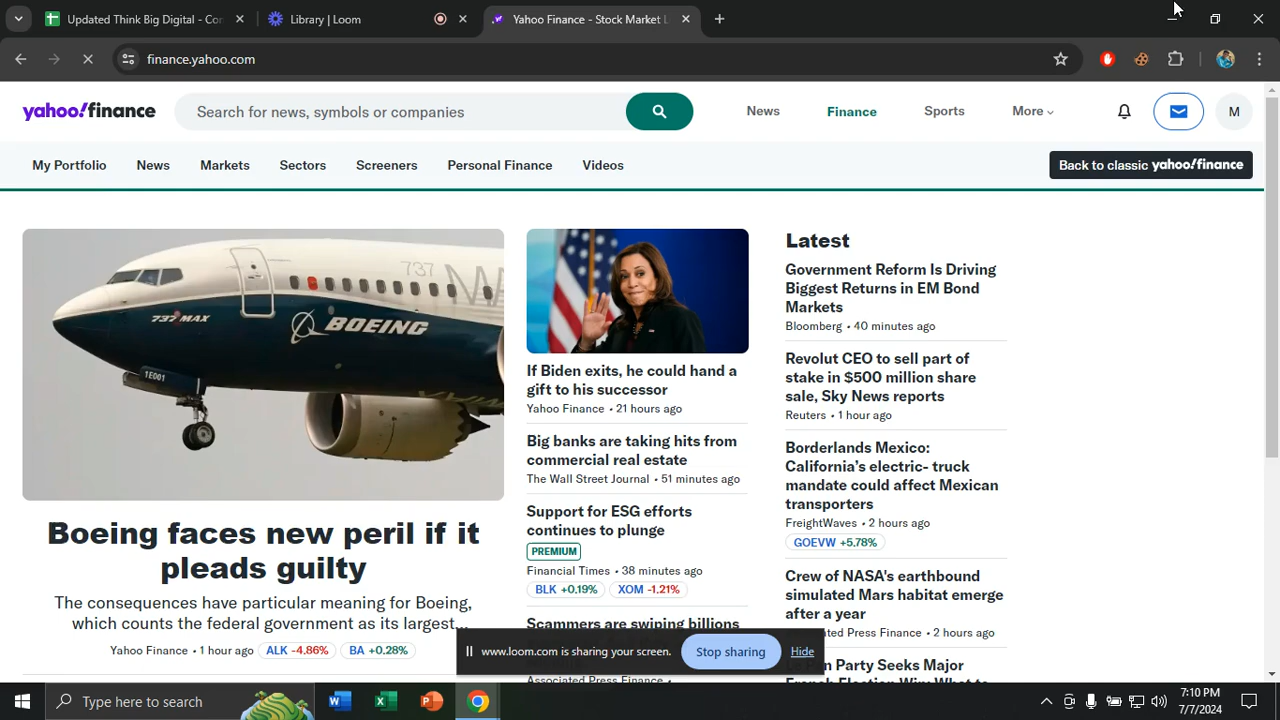 Updated Think Big Digital - Con
Library | Loom
Yahoo Finance - Stock Market L
finance.yahoo.com
yahoo!finance
Search for news, symbols or companies
News
Finance
Sports
More
M
My Portfolio
News
Markets
Sectors
Screeners
Personal Finance
Videos
Back to classic yahoo!finance
737
737 MAX
BOEING
1E001
Boeing faces new peril if it
pleads guilty
The consequences have particular meaning for Boeing,
which counts the federal government as its largest...
Yahoo Finance • 1 hour ago
ALK -4.86%
BA +0.28%
If Biden exits, he could hand a
gift to his successor
Yahoo Finance • 21 hours ago
Big banks are taking hits from
commercial real estate
The Wall Street Journal • 51 minutes ago
Support for ESG efforts
continues to plunge
PREMIUM
Financial Times • 38 minutes ago
BLK +0.19%
XOM -1.21%
Scammers are swiping billions
Associated Press Finance •
Latest
Government Reform Is Driving
Biggest Returns in EM Bond
Markets
Bloomberg • 40 minutes ago
Revolut CEO to sell part of
stake in $500 million share
sale, Sky News reports
Reuters • 1 hour ago
Borderlands Mexico:
California's electric- truck
mandate could affect Mexican
transporters
FreightWaves • 2 hours ago
GOEVW +5.78%
Crew of NASA's earthbound
simulated Mars habitat emerge
after a year
Press Finance • 2 hours ago
Party Seeks Major
www.loom.com is sharing your screen.
Stop sharing
Hide
Type here to search
7:10 PM
7/7/2024